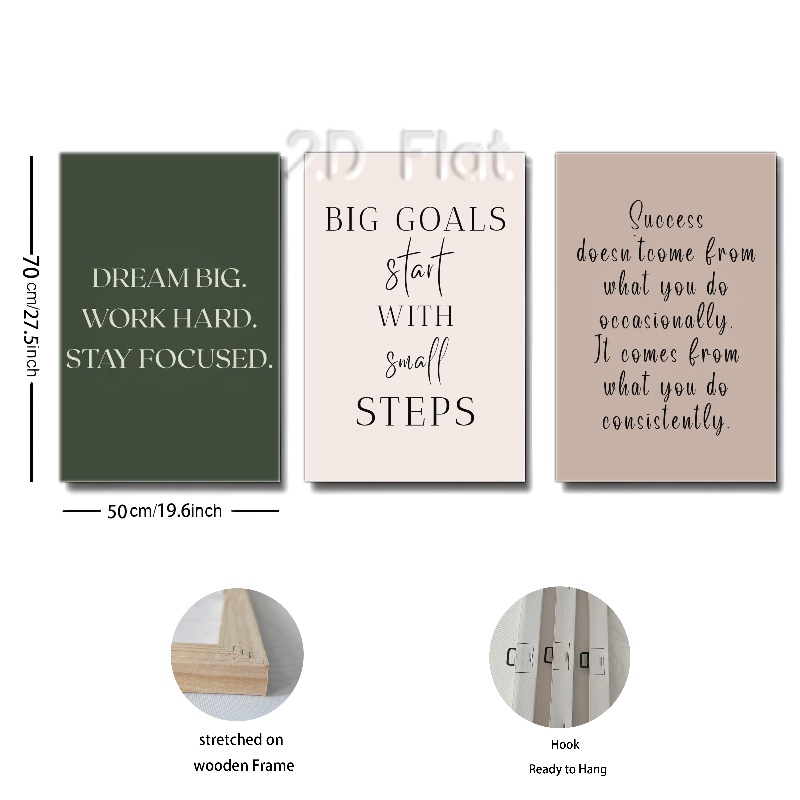 2D Flat
DREAM BIG.
WORK HARD.
STAY FOCUSED.
BIG GOALS
start
WITH
small
STEPS
Success
doesn'tcome from
what you do
occasionally.
It comes from
what you do
consistently.
70 cm/27.5inch
50cm/19.6inch
stretched on
wooden Frame
Hook
Ready to Hang